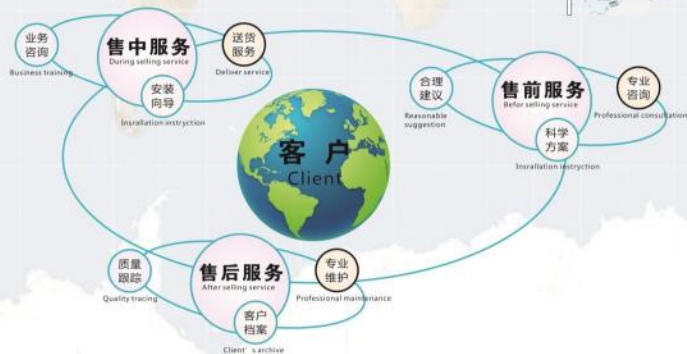 业务
咨询
Business training
售中服务
During selling service
送货
服务
Deliver service
安装
向导
Insrallation instryction
合理
建议
Reasonable
suggestion
售前服务
Befor selling service
专业
咨询
Professional consultation
科学
方案
Insrallation instryction
客 户
Client
质量
跟踪
Quality tracing
售后服务
After selling service
专业
维护
Professional maintenance
客户
档案
Client' s archive